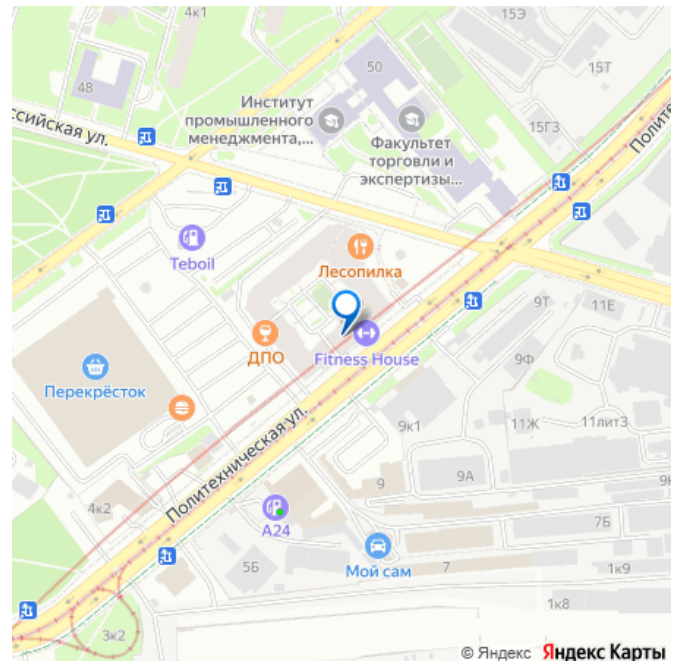 4к1
15Э
50
15Т
48
Институт
промышленного
менеджмента,...
Факультет
торговли и
экспертизы...
15Г3
Полите
ссийская ул.
Teboil
Лесопилка
9Т
11Е
ДПО
Fitness House
9Ф
Перекрёсток
9к1
11Ж
11лит3
Политехническая ул.
9А
9
4к2
А24
7Б
5Б
Мой сам
7
1к9
1к8
3к2
© Яндекс Яндекс Карты